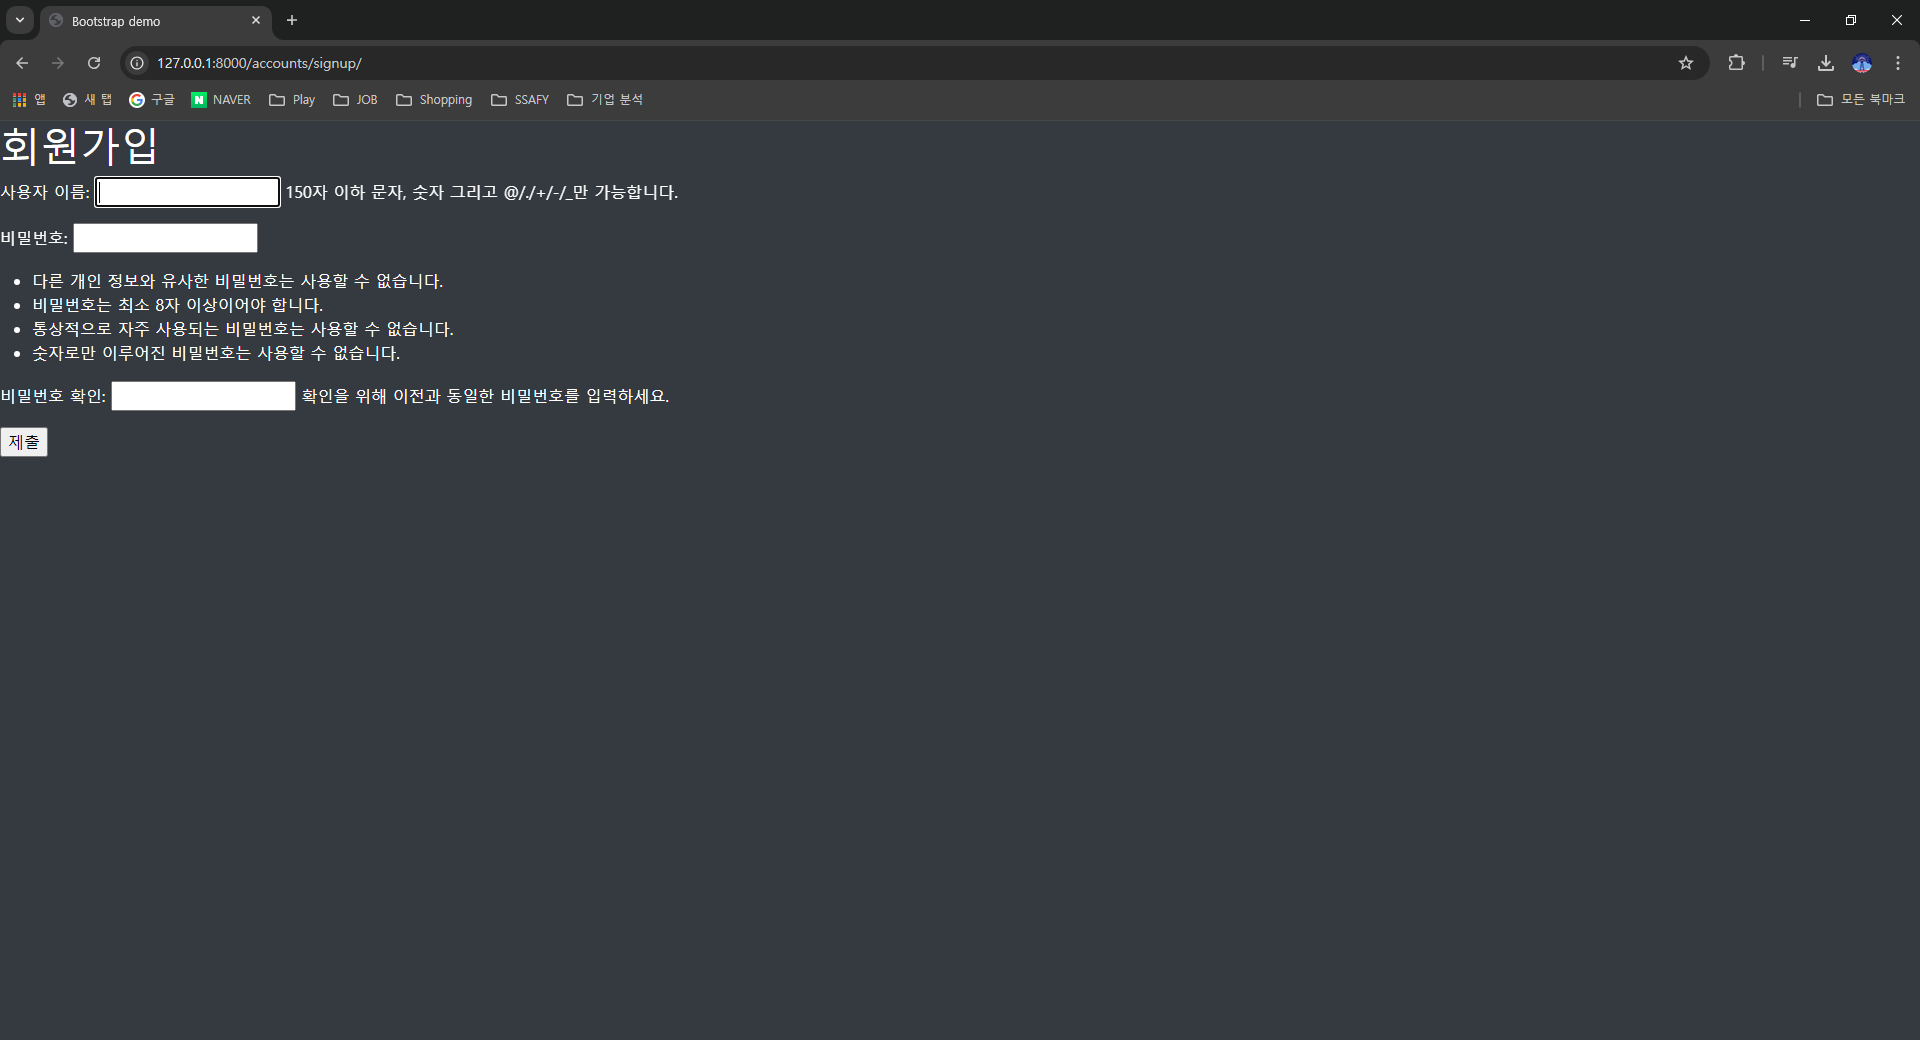 Bootstrap demo
127.0.0.1:8000/accounts/signup/
앱 새 탭 구글 NAVER Play JOB Shopping SSAFY 기업 분석 모든 북마크
회원가입
사용자 이름: 150자 이하 문자, 숫자 그리고 @/./+/-/_만 가능합니다.
비밀번호:
다른 개인 정보와 유사한 비밀번호는 사용할 수 없습니다.
비밀번호는 최소 8자 이상이어야 합니다.
통상적으로 자주 사용되는 비밀번호는 사용할 수 없습니다.
숫자로만 이루어진 비밀번호는 사용할 수 없습니다.
비밀번호 확인: 확인을 위해 이전과 동일한 비밀번호를 입력하세요.
제출